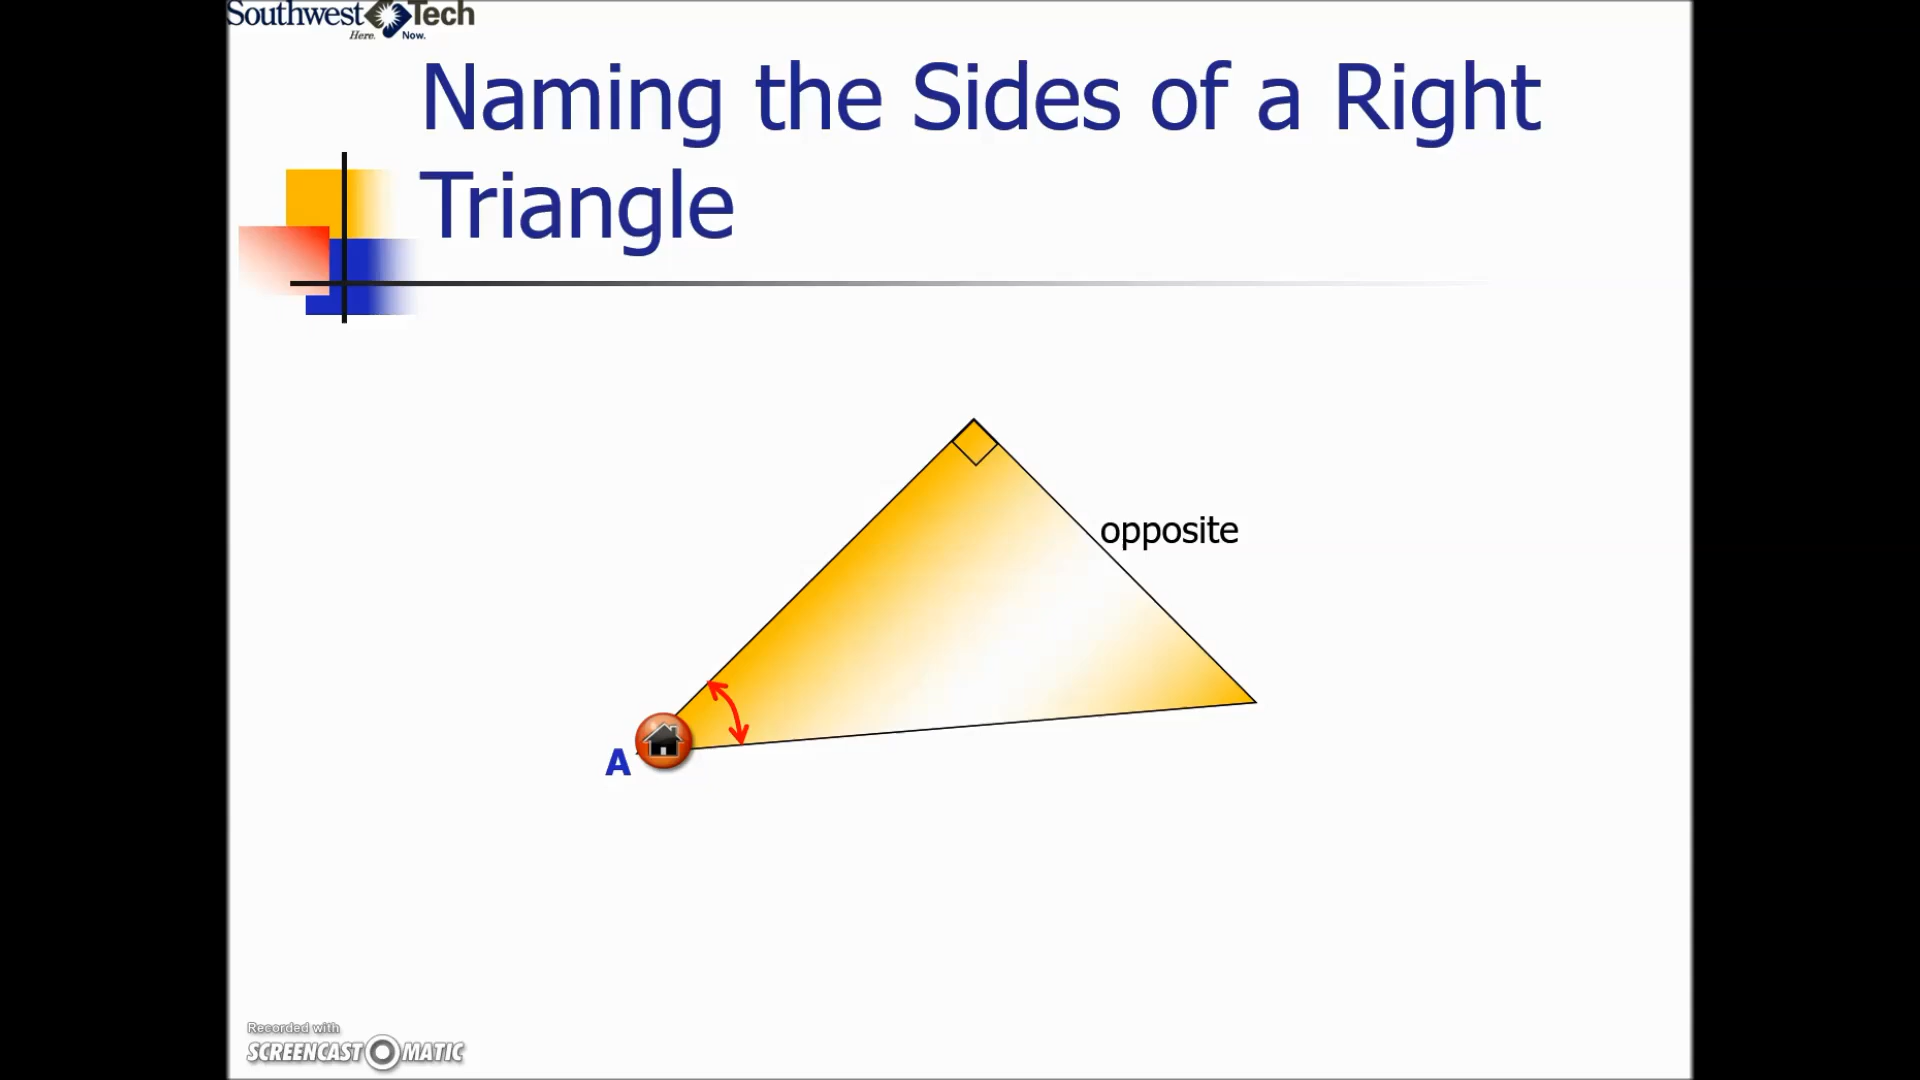 Southwest Tech
Here. Now.
Naming the Sides of a Right
Triangle
opposite
A
Recorded with
SCREENCAST MATIC